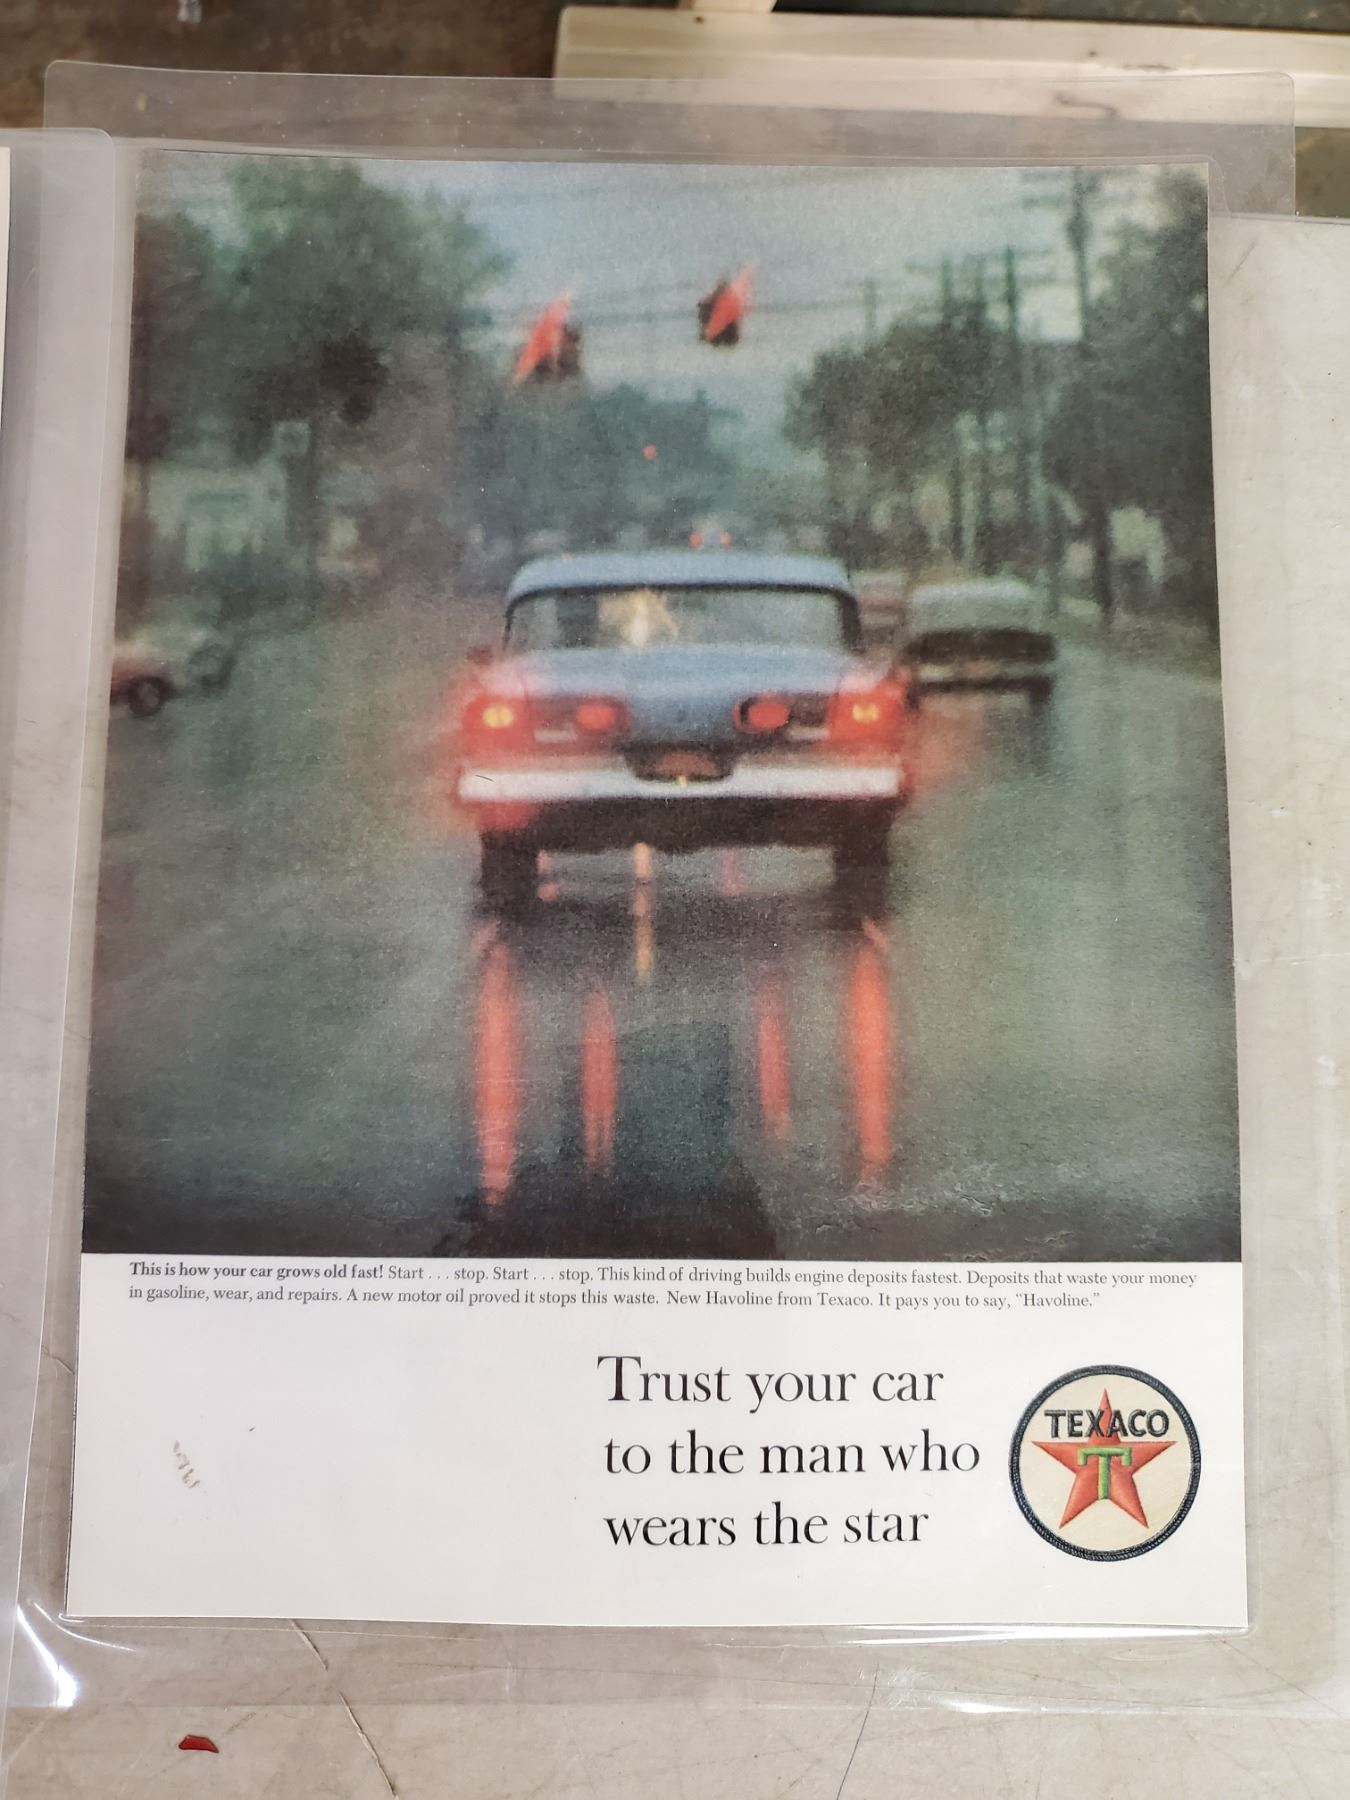 This is how your car grows old fast! Start . . . stop. Start . . . stop. This kind of driving builds engine deposits fastest. Deposits that waste your money
in gasoline, wear, and repairs. A new motor oil proved it stops this waste. New Havoline from Texaco. It pays you to say, “Havoline.”
Trust your car
to the man who
wears the star
TEXACO
T